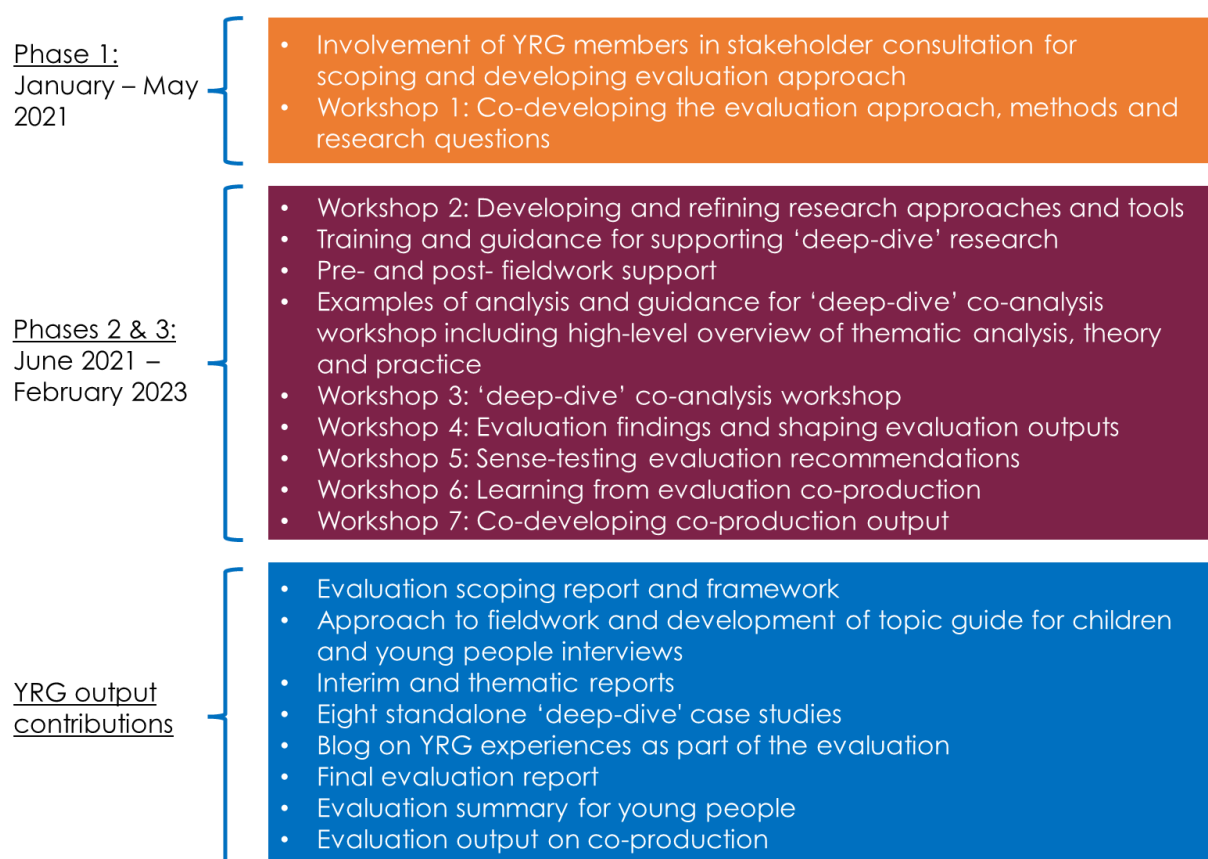 Phase 1:
January – May
2021
• Involvement of YRG members in stakeholder consultation for
scoping and developing evaluation approach
• Workshop 1: Co-developing the evaluation approach, methods and
research questions
Phases 2 & 3:
June 2021 –
February 2023
• Workshop 2: Developing and refining research approaches and tools
• Training and guidance for supporting ‘deep-dive’ research
• Pre- and post- fieldwork support
• Examples of analysis and guidance for ‘deep-dive’ co-analysis
workshop including high-level overview of thematic analysis, theory
and practice
• Workshop 3: ‘deep-dive’ co-analysis workshop
• Workshop 4: Evaluation findings and shaping evaluation outputs
• Workshop 5: Sense-testing evaluation recommendations
• Workshop 6: Learning from evaluation co-production
• Workshop 7: Co-developing co-production output
YRG output
contributions
• Evaluation scoping report and framework
• Approach to fieldwork and development of topic guide for children
and young people interviews
• Interim and thematic reports
• Eight standalone ‘deep-dive' case studies
• Blog on YRG experiences as part of the evaluation
• Final evaluation report
• Evaluation summary for young people
• Evaluation output on co-production